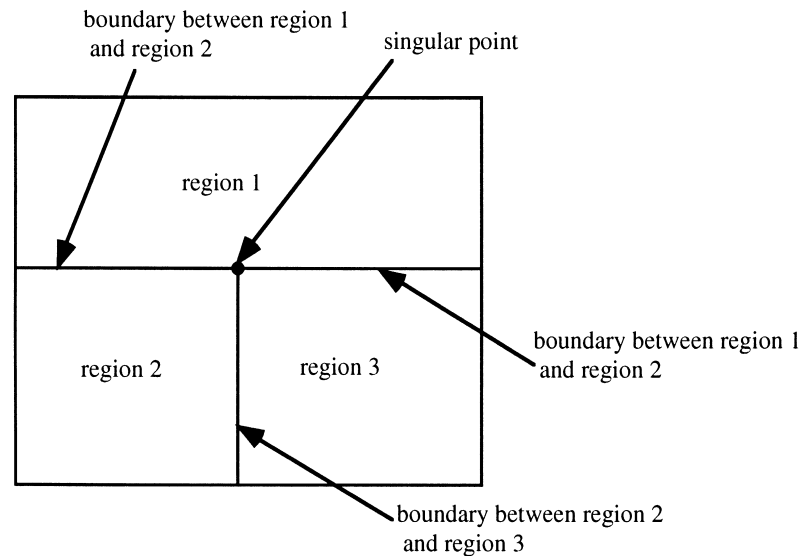 boundary between region 1
and region 2
singular point
region 1
region 2
region 3
boundary between region 1
and region 2
boundary between region 2
and region 3